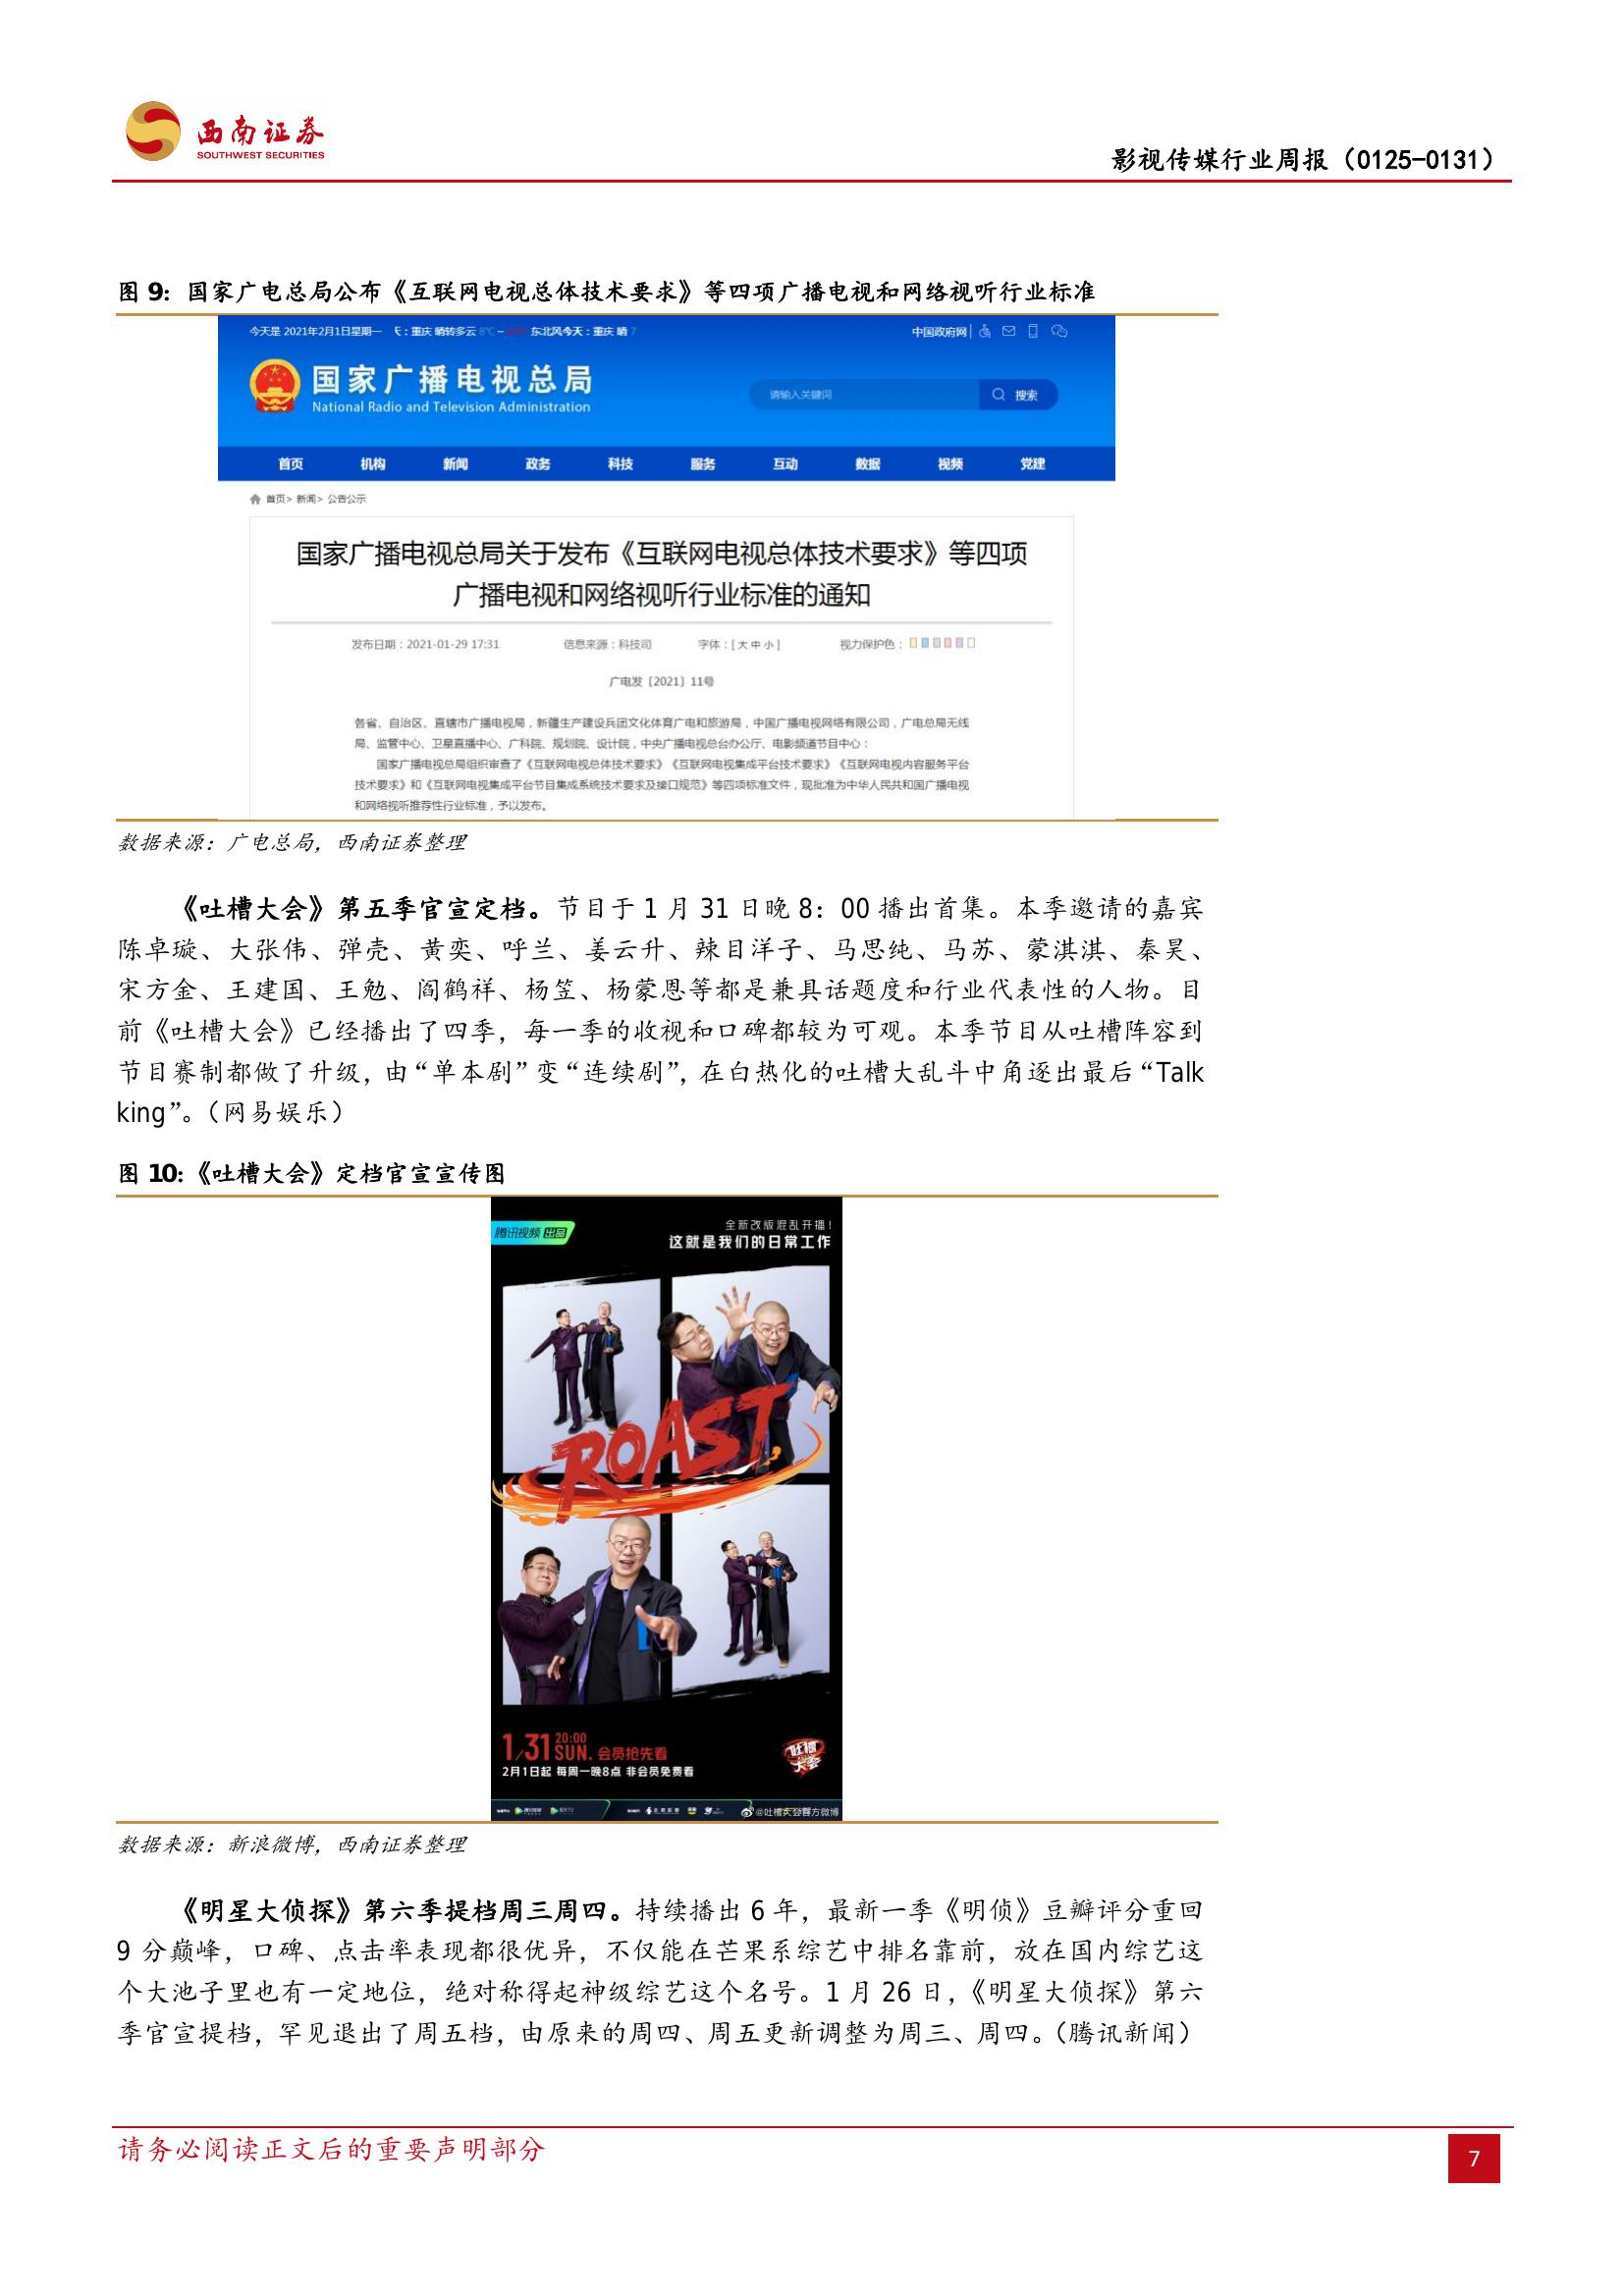 西南证券
SOUTHWEST SECURITIES
影视传媒行业周报（0125-0131）
图 9：国家广电总局公布《互联网电视总体技术要求》等四项广播电视和网络视听行业标准
今天是 2021年2月1日星期一
：重庆 晴转多云 8℃ ~ 东北风今天：重庆 晴 7
中国政府网
国家广播电视总局
National Radio and Television Administration
请输入关键词
搜索
首页 机构 新闻 政务 科技 服务 互动 数据 视频 党建
首页> 新闻> 公告公示
国家广播电视总局关于发布《互联网电视总体技术要求》等四项
广播电视和网络视听行业标准的通知
发布日期：2021-01-29 17:31 信息来源：科技司 字体：[ 大 中 小 ] 视力保护色：
广电发〔2021〕11号
各省、自治区、直辖市广播电视局，新疆生产建设兵团文化体育广电和旅游局，中国广播电视网络有限公司，广电总局无线
局、监管中心、卫星直播中心、广科院、规划院、设计院，中央广播电视总台办公厅、电影频道节目中心：
国家广播电视总局组织审查了《互联网电视总体技术要求》《互联网电视集成平台技术要求》《互联网电视内容服务平台
技术要求》和《互联网电视集成平台节目集成系统技术要求及接口规范》等四项标准文件，现批准为中华人民共和国广播电视
和网络视听推荐性行业标准，予以发布。
数据来源：广电总局，西南证券整理
《吐槽大会》第五季官宣定档。节目于 1 月 31 日晚 8：00 播出首集。本季邀请的嘉宾
陈卓璇、大张伟、弹壳、黄奕、呼兰、姜云升、辣目洋子、马思纯、马苏、蒙淇淇、秦昊、
宋方金、王建国、王勉、阎鹤祥、杨笠、杨蒙恩等都是兼具话题度和行业代表性的人物。目
前《吐槽大会》已经播出了四季，每一季的收视和口碑都较为可观。本季节目从吐槽阵容到
节目赛制都做了升级，由“单本剧”变“连续剧”，在白热化的吐槽大乱斗中角逐出最后“Talk
king”。（网易娱乐）
图 10：《吐槽大会》定档官宣宣传图
腾讯视频 出品
全新改版混乱开播！
这就是我们的日常工作
ROAST
1/31 20:00 SUN. 会员抢先看
2月1日起 每周一晚8点 非会员免费看
吐槽大会
@吐槽大会官方微博
数据来源：新浪微博，西南证券整理
《明星大侦探》第六季提档周三周四。持续播出 6 年，最新一季《明侦》豆瓣评分重回
9 分巅峰，口碑、点击率表现都很优异，不仅能在芒果系综艺中排名靠前，放在国内综艺这
个大池子里也有一定地位，绝对称得起神级综艺这个名号。1 月 26 日，《明星大侦探》第六
季官宣提档，罕见退出了周五档，由原来的周四、周五更新调整为周三、周四。（腾讯新闻）
请务必阅读正文后的重要声明部分
7